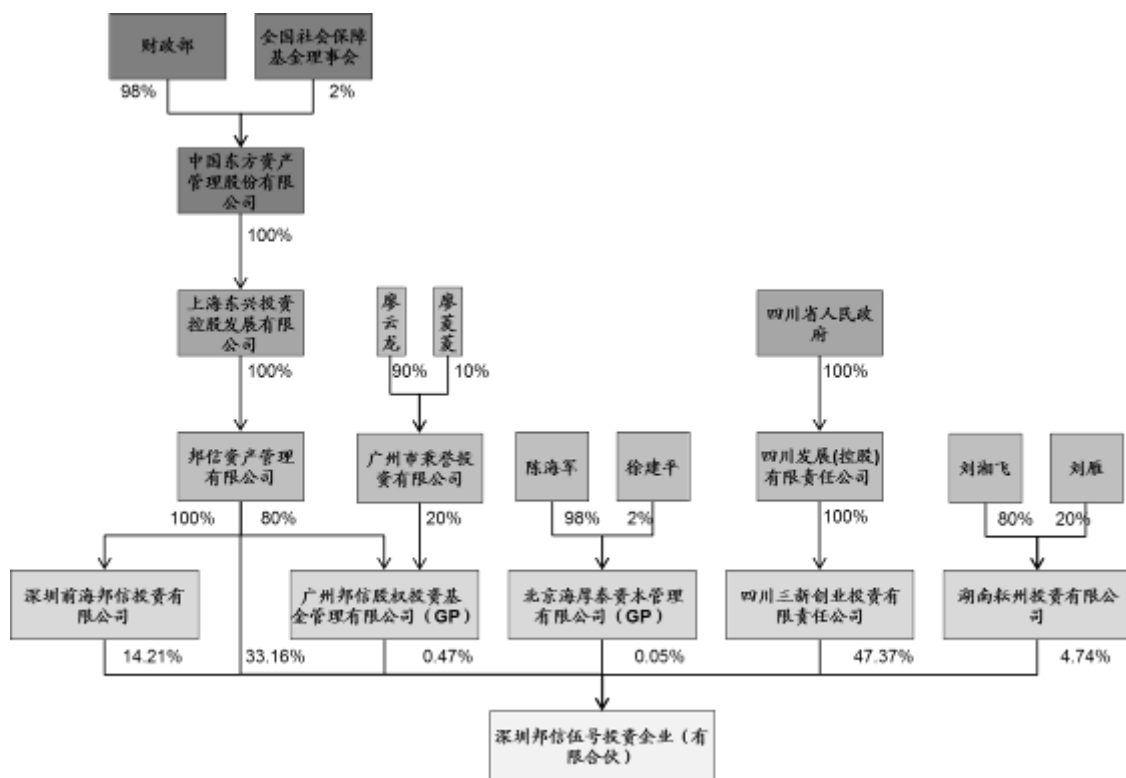 财政部
全国社会保障
基金理事会
98%
2%
中国东方资产
管理股份有限
公司
100%
上海东兴投资
控股发展有限
公司
廖云龙
廖菱菱
四川省人民政
府
100%
90%
10%
100%
邦信资产管理
有限公司
广州市秉誉投
资有限公司
陈海军
徐建平
四川发展(控股)
有限责任公司
刘湘飞
刘雁
100%
80%
20%
98%
2%
100%
80%
20%
深圳前海邦信投资有
限公司
广州邦信股权投资基
金管理有限公司（GP）
北京海厚泰资本管理
有限公司（GP）
四川三新创业投资有
限责任公司
湖南耘州投资有限公
司
14.21%
33.16%
0.47%
0.05%
47.37%
4.74%
深圳邦信伍号投资企业（有
限合伙）